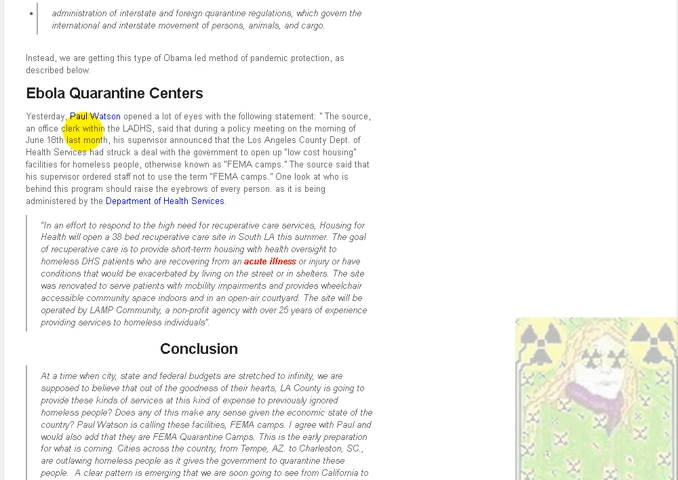 administration of interstate and foreign quarantine regulations, which govern the
international and interstate movement of persons, animals, and cargo.
Instead, we are getting this type of Obama led method of pandemic protection, as
described below.
Ebola Quarantine Centers
Yesterday, Paul Watson opened a lot of eyes with the following statement: " The source,
an office clerk within the LADHS, said that during a policy meeting on the morning of
June 18th last month, his supervisor announced that the Los Angeles County Dept. of
Health Services had struck a deal with the government to open up "low cost housing"
facilities for homeless people, otherwise known as "FEMA camps." The source said that
his supervisor ordered staff not to use the term "FEMA camps." One look at who is
behind this program should raise the eyebrows of every person. as it is being
administered by the Department of Health Services.
"In an effort to respond to the high need for recuperative care services, Housing for
Health will open a 38 bed recuperative care site in South LA this summer. The goal
of recuperative care is to provide short-term housing with health oversight to
homeless DHS patients who are recovering from an acute illness or injury or have
conditions that would be exacerbated by living on the street or in shelters. The site
was renovated to serve patients with mobility impairments and provides wheelchair
accessible community space indoors and in an open-air courtyard. The site will be
operated by LAMP Community, a non-profit agency with over 25 years of experience
providing services to homeless individuals".
Conclusion
At a time when city, state and federal budgets are stretched to infinity, we are
supposed to believe that out of the goodness of their hearts, LA County is going to
provide these kinds of services at this kind of expense to previously ignored
homeless people? Does any of this make any sense given the economic state of the
country? Paul Watson is calling these facilities, FEMA camps. I agree with Paul and
would also add that they are FEMA Quarantine Camps. This is the early preparation
for what is coming. Cities across the country, from Tempe, AZ. to Charleston, SC.,
are outlawing homeless people as it gives the government to quarantine these
people. A clear pattern is emerging that we are soon going to see from California to